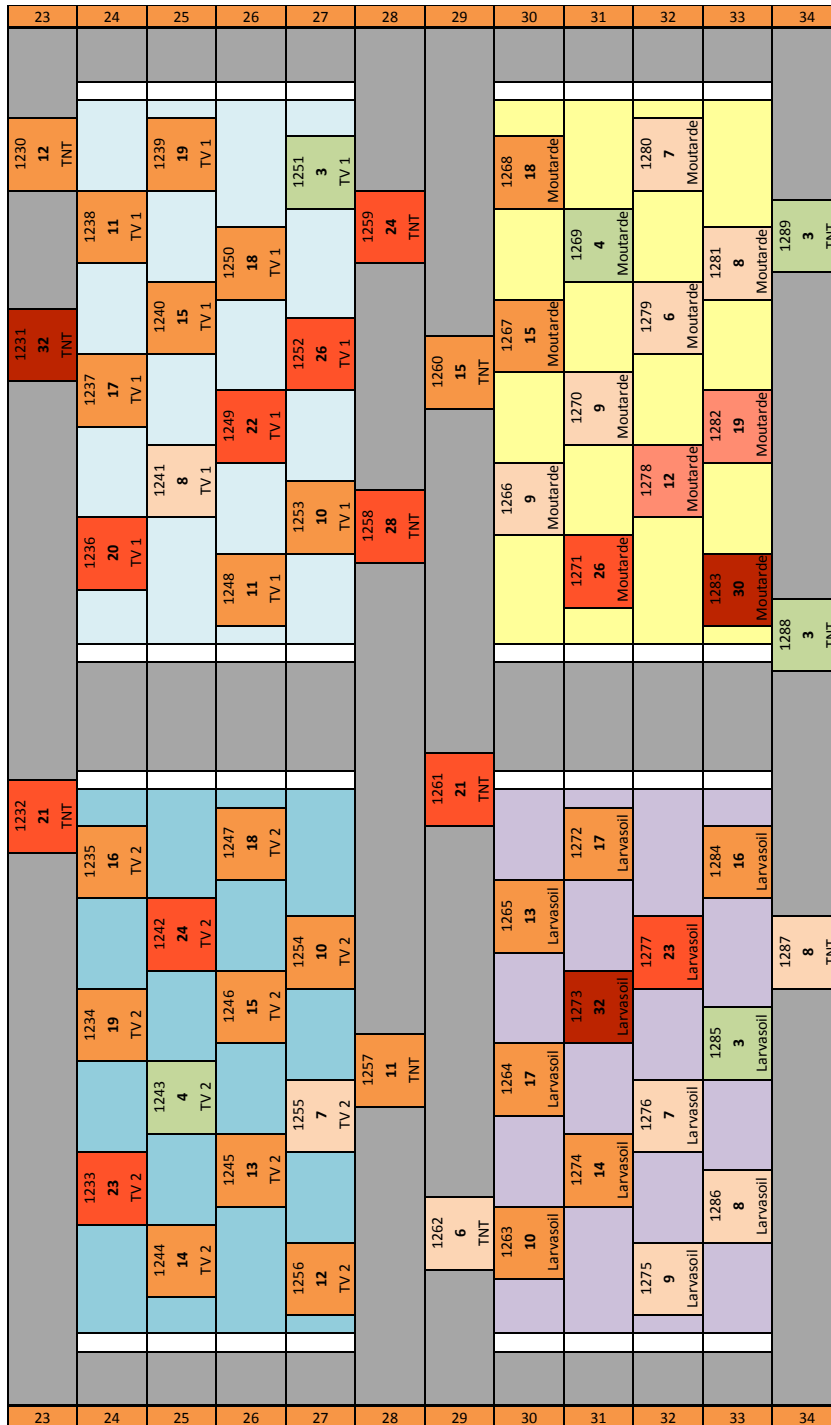 23 24 25 26 27 28 29 30 31 32 33 34
1230
12
TNT
1231
32
TNT
1232
21
TNT
1238
11
TV 1
1237
17
TV 1
1236
20
TV 1
1235
16
TV 2
1234
19
TV 2
1233
23
TV 2
1239
19
TV 1
1240
15
TV 1
1241
8
TV 1
1242
24
TV 2
1243
4
TV 2
1244
14
TV 2
1250
18
TV 1
1249
22
TV 1
1248
11
TV 1
1247
18
TV 2
1246
15
TV 2
1245
13
TV 2
1251
3
TV 1
1252
26
TV 1
1253
10
TV 1
1254
10
TV 2
1255
7
TV 2
1256
12
TV 2
1259
24
TNT
1258
28
TNT
1257
11
TNT
1260
15
TNT
1261
21
TNT
1262
6
TNT
1268
18
Moutarde
1267
15
Moutarde
1266
9
Moutarde
1265
13
Larvasoil
1264
17
Larvasoil
1263
10
Larvasoil
1269
4
Moutarde
1270
9
Moutarde
1271
26
Moutarde
1272
17
Larvasoil
1273
32
Larvasoil
1274
14
Larvasoil
1280
7
Moutarde
1279
6
Moutarde
1278
12
Moutarde
1277
23
Larvasoil
1276
7
Larvasoil
1275
9
Larvasoil
1281
8
Moutarde
1282
19
Moutarde
1283
30
Moutarde
1284
16
Larvasoil
1285
3
Larvasoil
1286
8
Larvasoil
1289
3
TNT
1288
3
TNT
1287
8
TNT
23 24 25 26 27 28 29 30 31 32 33 34